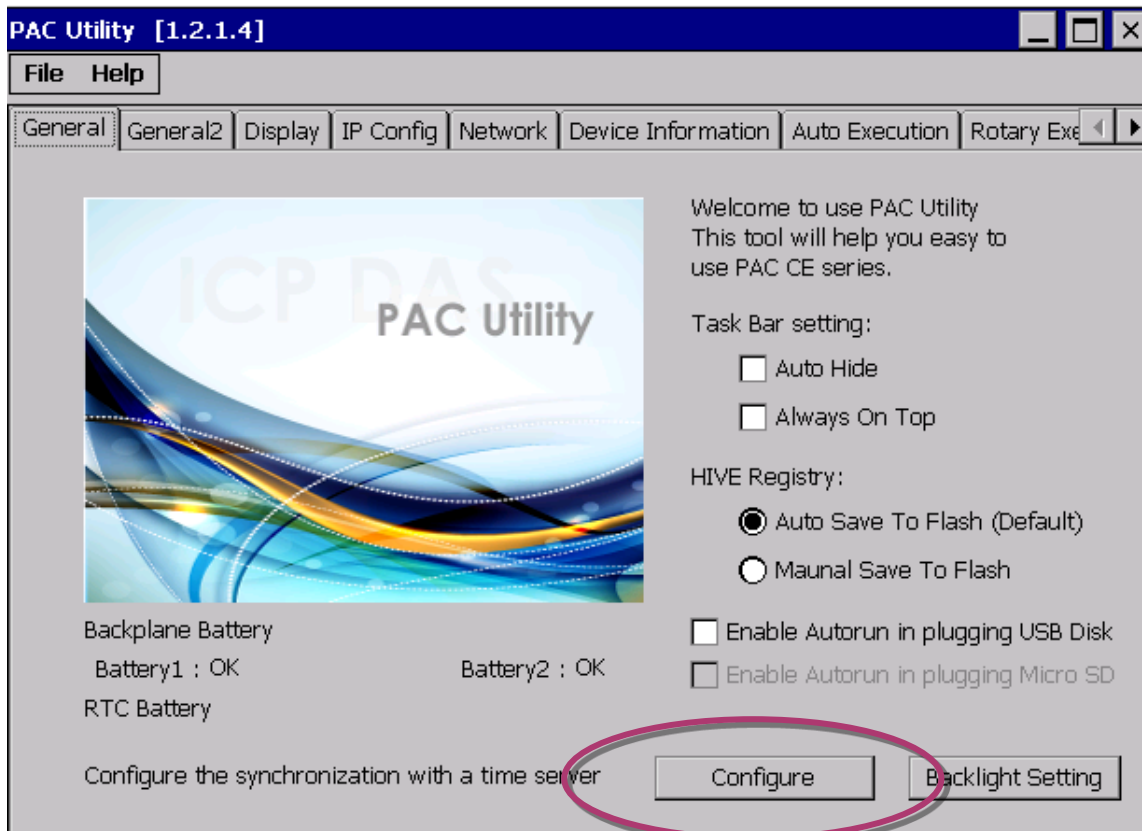 PAC Utility [1.2.1.4]
File Help
General General2 Display IP Config Network Device Information Auto Execution Rotary Exe
ICP DAS
PAC Utility
Welcome to use PAC Utility
This tool will help you easy to
use PAC CE series.
Task Bar setting:
Auto Hide
Always On Top
HIVE Registry:
Auto Save To Flash (Default)
Maunal Save To Flash
Enable Autorun in plugging USB Disk
Enable Autorun in plugging Micro SD
Backplane Battery
Battery1 : OK Battery2 : OK
RTC Battery
Configure the synchronization with a time server Configure Backlight Setting